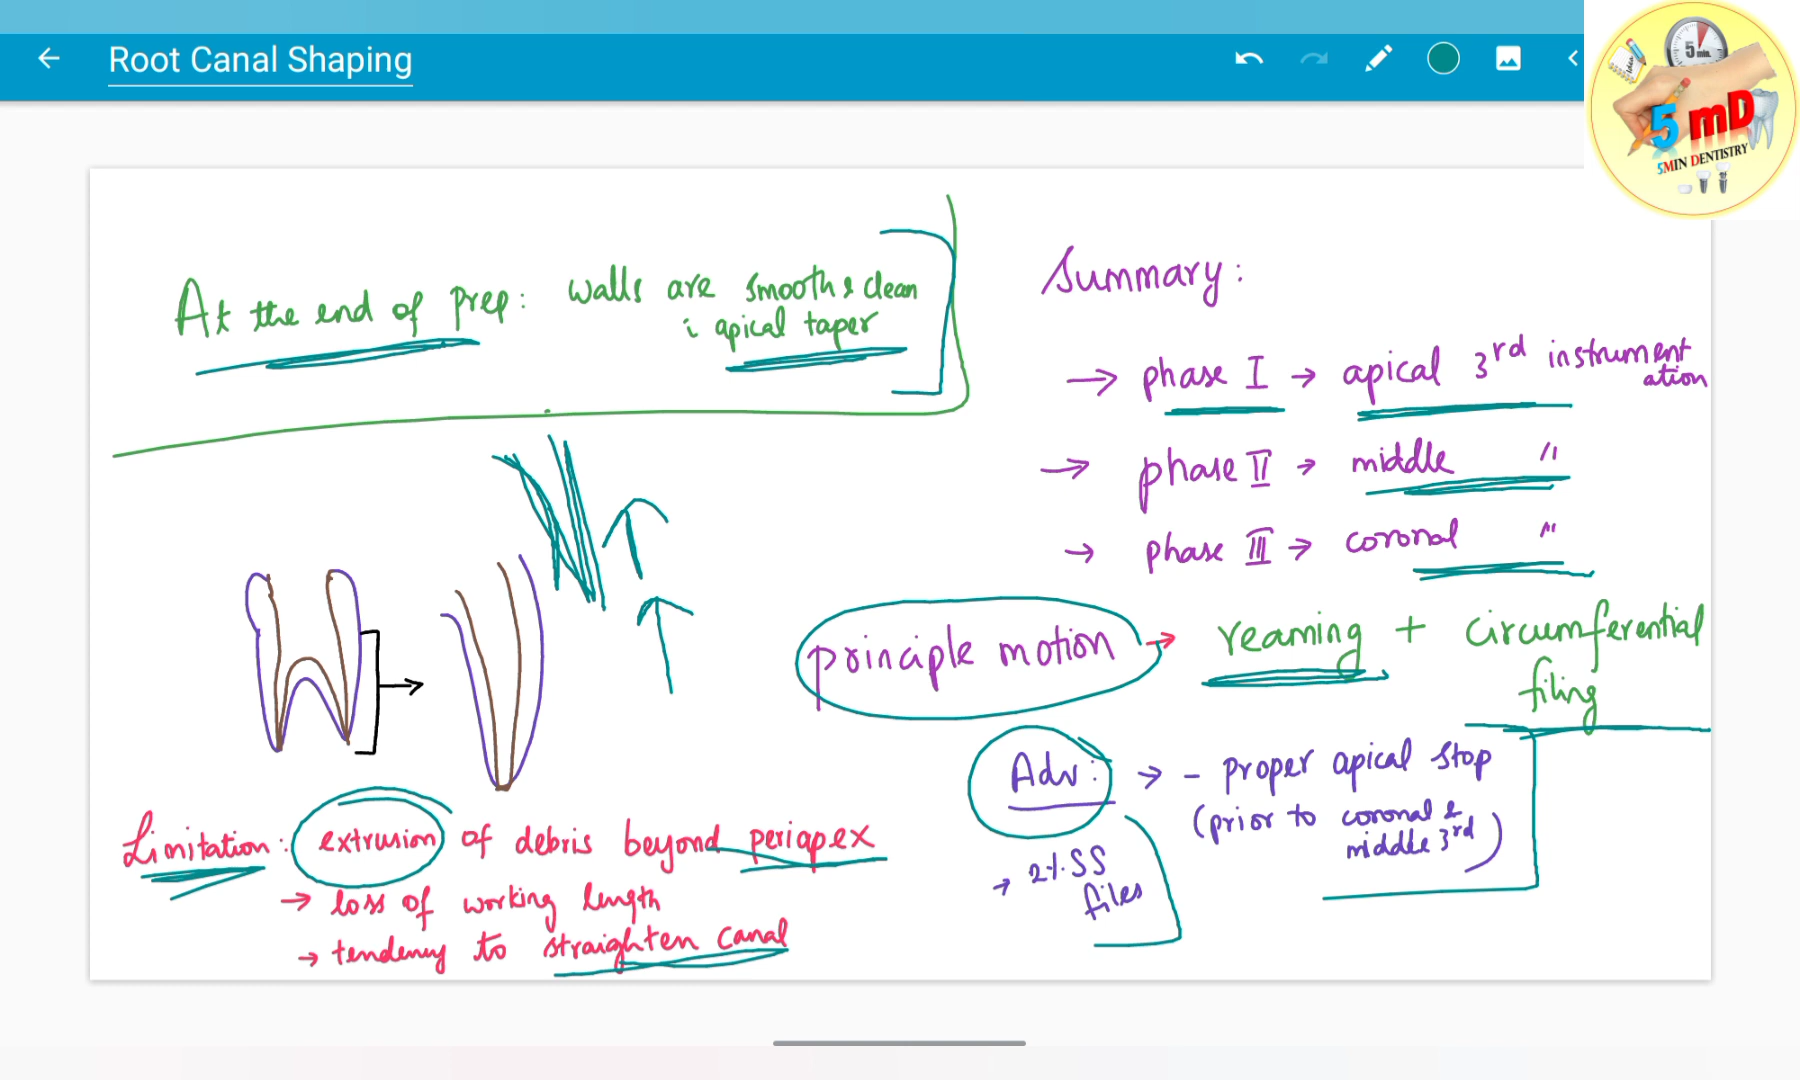 Root Canal Shaping
5 min.
Idea
5 mD
5MIN DENTISTRY
At the end of prep: walls are smooth & clean
i apical taper
Summary:
→ phase I → apical 3rd instrumentation
→ phase II → middle "
→ phase III → coronal "
principle motion → reaming + circumferential
filing
Adv: → - proper apical stop
(prior to coronal &
middle 3rd)
→ 2% SS
files
Limitation: extrusion of debris beyond periapex
→ loss of working length
→ tendency to straighten canal